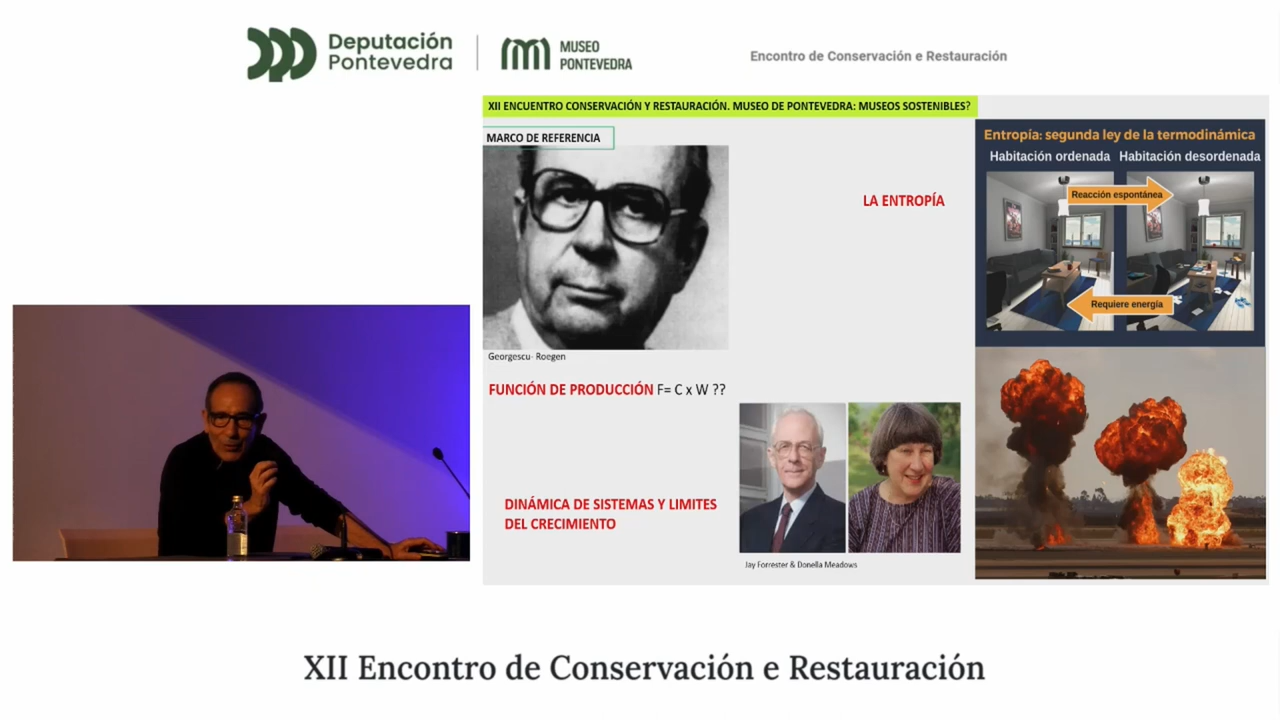 Deputación
Pontevedra
MUSEO
PONTEVEDRA
Encontro de Conservación e Restauración
XII ENCUENTRO CONSERVACIÓN Y RESTAURACIÓN. MUSEO DE PONTEVEDRA: MUSEOS SOSTENIBLES?
MARCO DE REFERENCIA
LA ENTROPÍA
Entropía: segunda ley de la termodinámica
Habitación ordenada Habitación desordenada
Reacción espontánea
Requiere energía
Georgescu- Roegen
FUNCIÓN DE PRODUCCIÓN F= C x W ??
DINÁMICA DE SISTEMAS Y LIMITES
DEL CRECIMIENTO
Jay Forrester & Donella Meadows
XII Encontro de Conservación e Restauración